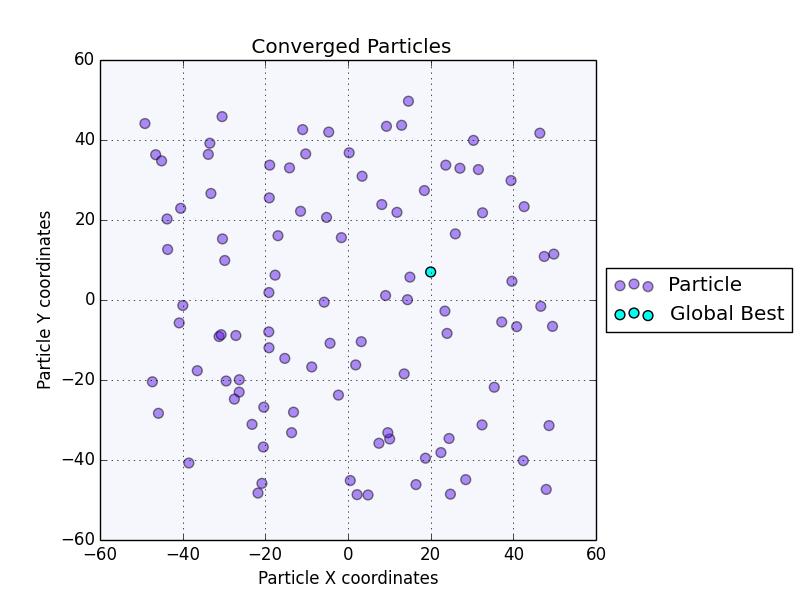 Converged Particles
60
40
20
0
−20
−40
−60
−60 −40 −20 0 20 40 60
Particle Y coordinates
Particle X coordinates
Particle
Global Best